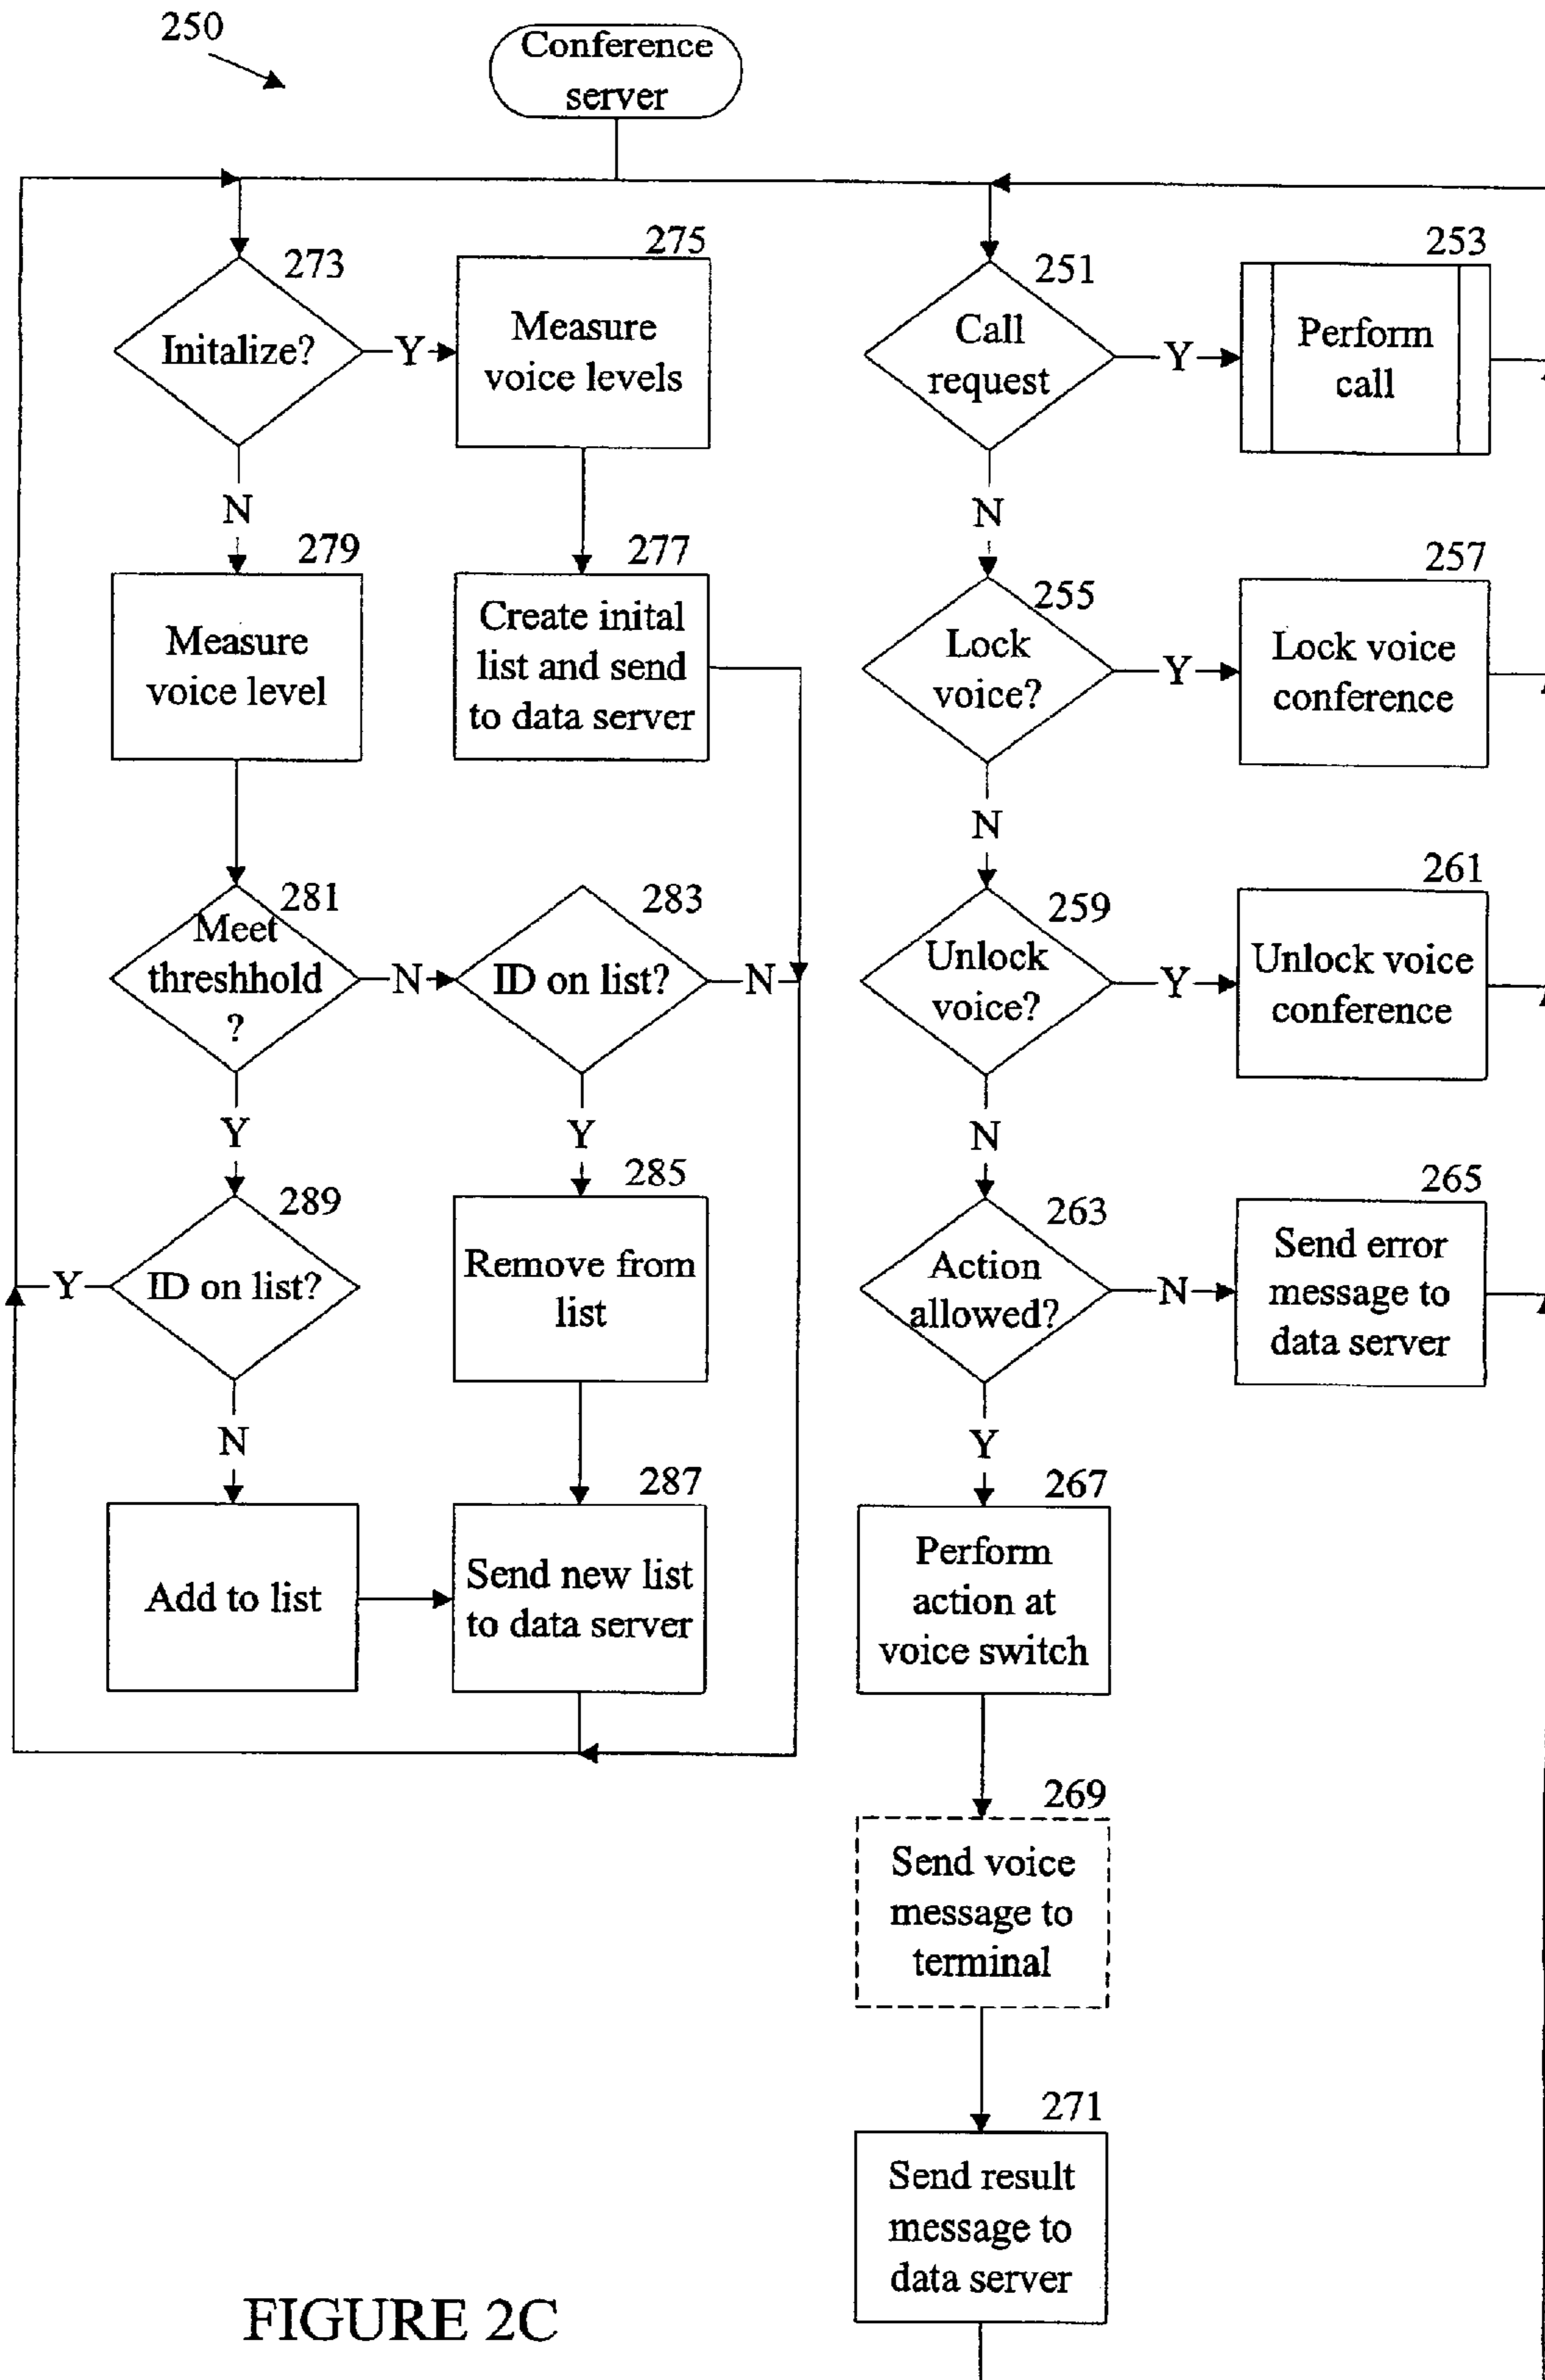 250
Conference
server
273
Initalize?
Y
275
Measure
voice levels
251
Call
request
Y
253
Perform
call
N
N
279
Measure
voice level
277
Create inital
list and send
to data server
255
Lock
voice?
Y
257
Lock voice
conference
N
281
Meet
threshhold
?
N
283
ID on list?
N
259
Unlock
voice?
Y
261
Unlock voice
conference
Y
Y
N
289
ID on list?
Y
285
Remove from
list
263
Action
allowed?
N
265
Send error
message to
data server
N
Y
Add to list
287
Send new list
to data server
267
Perform
action at
voice switch
269
Send voice
message to
terminal
271
Send result
message to
data server
FIGURE 2C